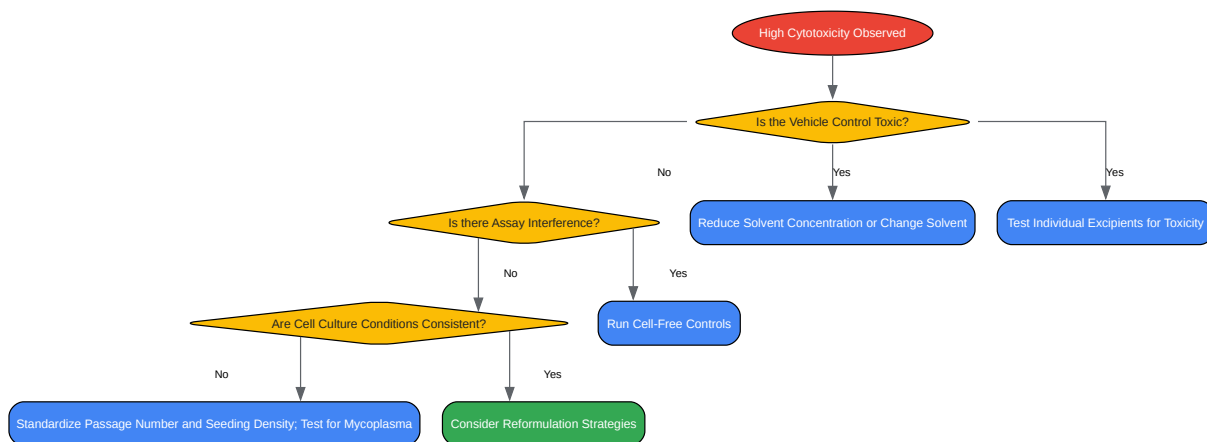 High Cytotoxicity Observed
Is the Vehicle Control Toxic?
No
Yes
Yes
Is there Assay Interference?
Reduce Solvent Concentration or Change Solvent
Test Individual Excipients for Toxicity
No
Yes
Are Cell Culture Conditions Consistent?
Run Cell-Free Controls
No
Yes
Standardize Passage Number and Seeding Density; Test for Mycoplasma
Consider Reformulation Strategies